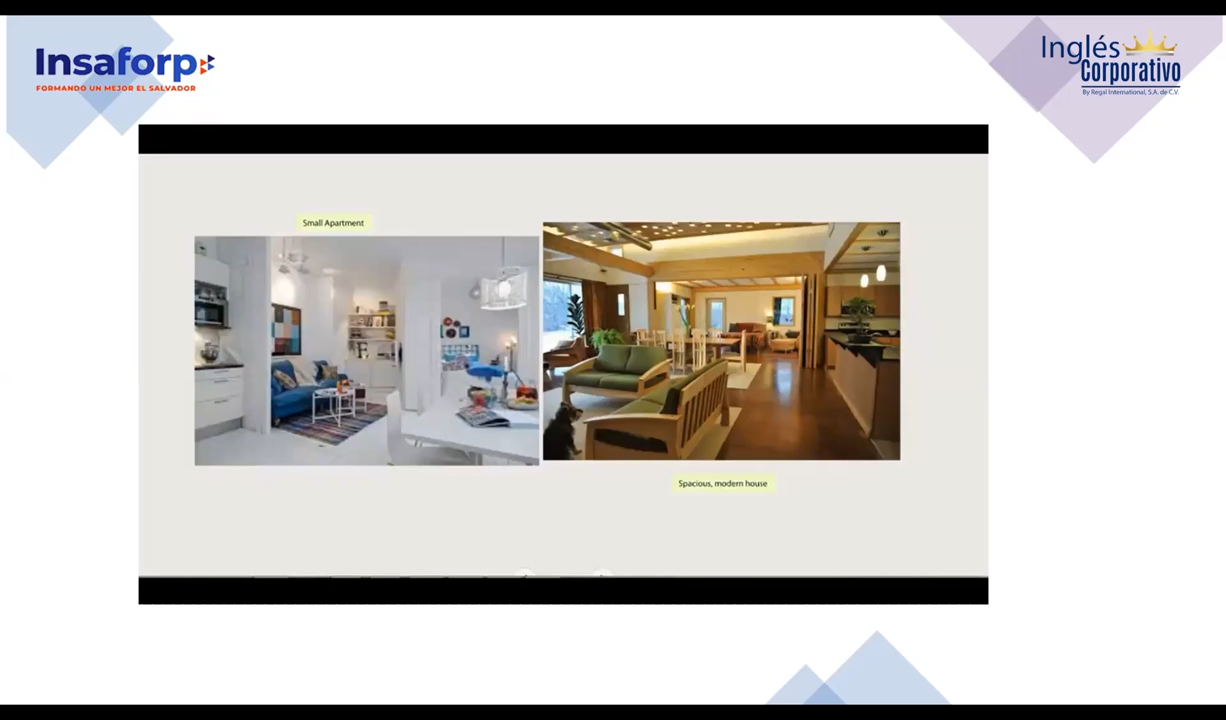 Insaforp
FORMANDO UN MEJOR EL SALVADOR
Inglés
Corporativo
By Regal International, S.A. de C.V.
Small Apartment
Spacious, modern house